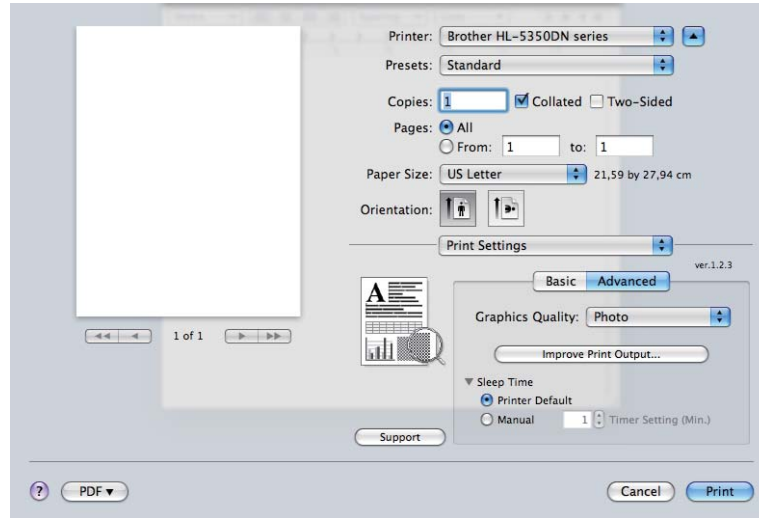 Printer: Brother HL-5350DN series
Presets: Standard
Copies: 1 Collated Two-Sided
Pages: All
From: 1 to: 1
Paper Size: US Letter 21,59 by 27,94 cm
Orientation:
Print Settings
ver.1.2.3
Basic Advanced
A
Graphics Quality: Photo
1 of 1
Improve Print Output...
Sleep Time
Printer Default
Manual 1 Timer Setting (Min.)
Support
? PDF Cancel Print